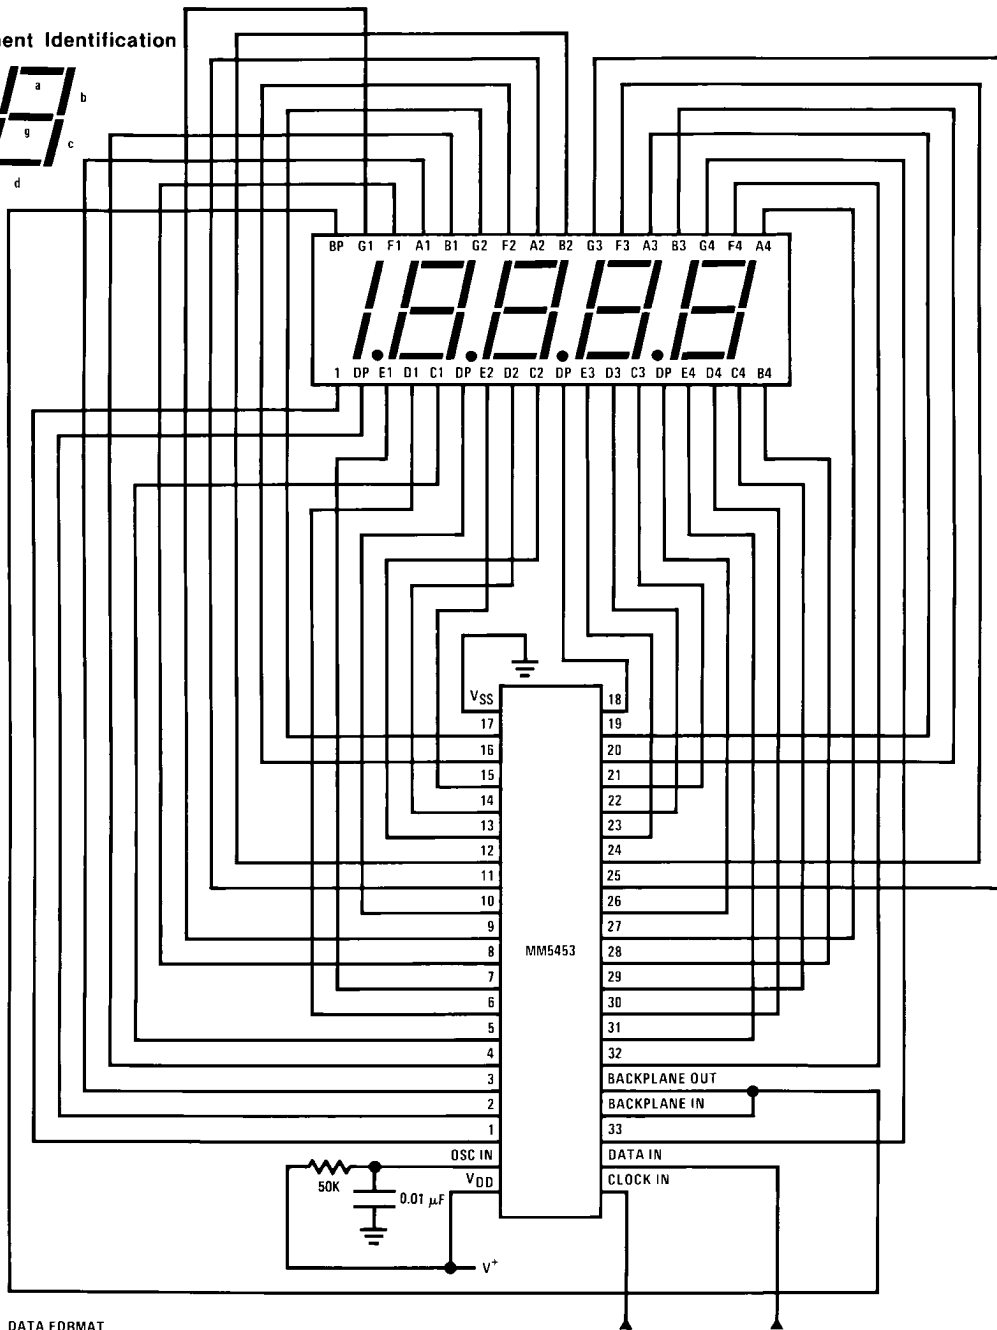 ent Identification
a
b
g
c
d
BP G1 F1 A1 B1 G2 F2 A2 B2 G3 F3 A3 B3 G4 F4 A4
1 DP E1 D1 C1 DP E2 D2 C2 DP E3 D3 C3 DP E4 D4 C4 B4
VSS 18
17 19
16 20
15 21
14 22
13 23
12 24
11 25
10 26
9 27
MM5453
8 28
7 29
6 30
5 31
4 32
3 BACKPLANE OUT
2 BACKPLANE IN
1 33
OSC IN DATA IN
VDD CLOCK IN
50K
0.01 µF
V+
DATA FORMAT